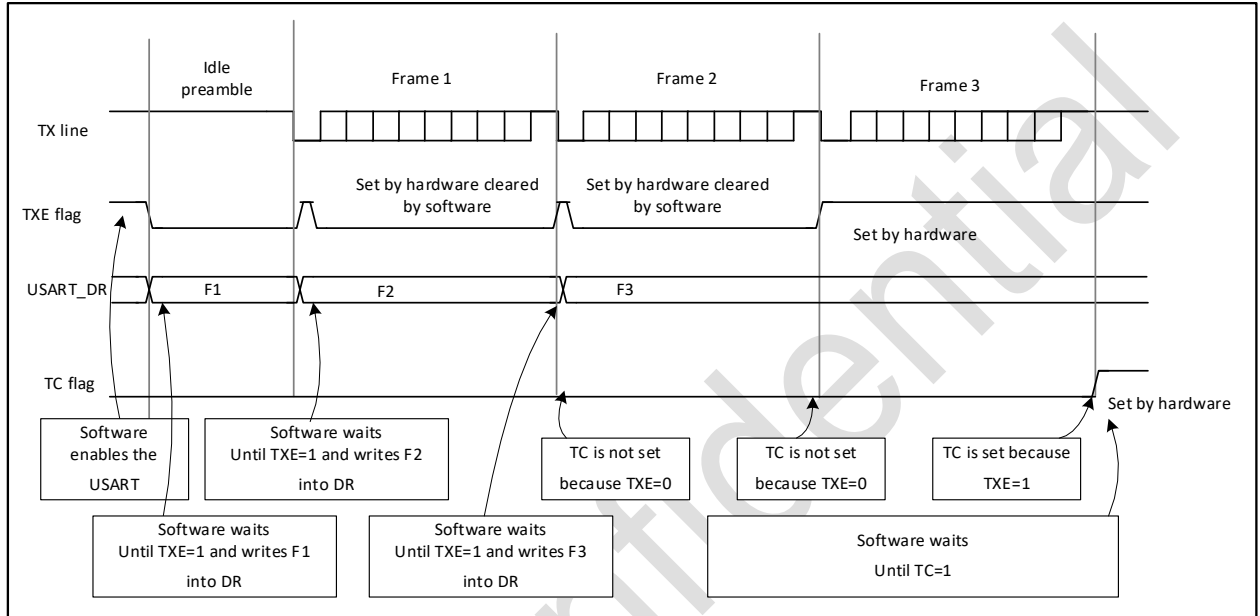 Idle
preamble
Frame 1
Frame 2
Frame 3
TX line
Set by hardware cleared
by software
Set by hardware cleared
by software
TXE flag
Set by hardware
USART_DR
F1
F2
F3
TC flag
Set by hardware
Software
enables the
USART
Software waits
Until TXE=1 and writes F2
into DR
TC is not set
because TXE=0
TC is not set
because TXE=0
TC is set because
TXE=1
Software waits
Until TXE=1 and writes F1
into DR
Software waits
Until TXE=1 and writes F3
into DR
Software waits
Until TC=1
nfidential